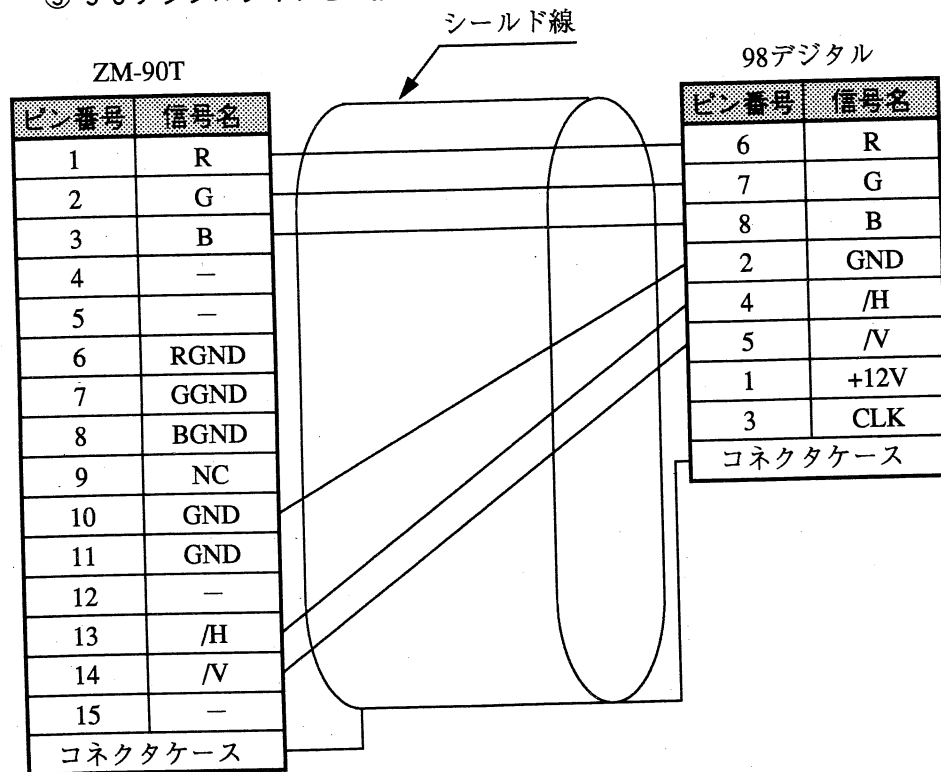 シールド線
ZM-90T
ピン番号 信号名
1 R
2 G
3 B
4 －
5 －
6 RGND
7 GGND
8 BGND
9 NC
10 GND
11 GND
12 －
13 /H
14 /V
15 －
コネクタケース
98デジタル
ピン番号 信号名
6 R
7 G
8 B
2 GND
4 /H
5 /V
1 +12V
3 CLK
コネクタケース